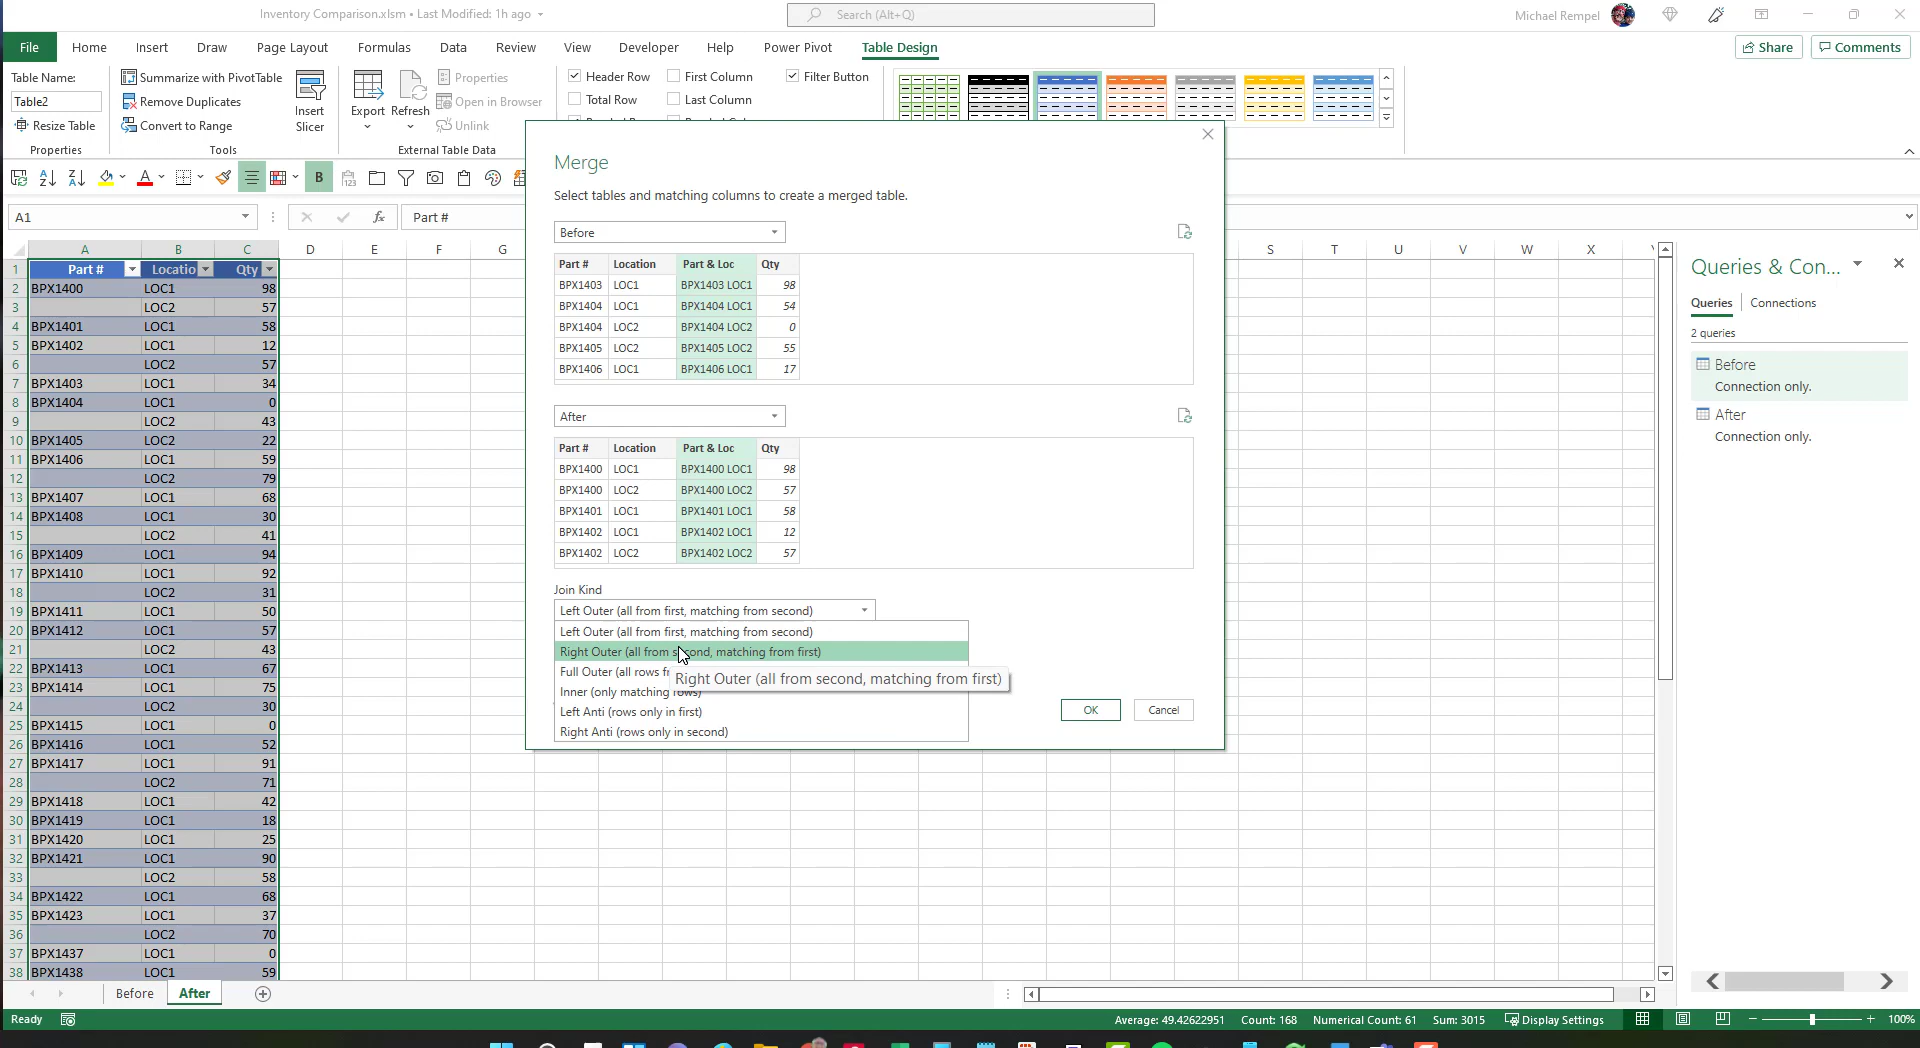 Inventory Comparison.xlsm • Last Modified: 1h ago
Search (Alt+Q)
Michael Rempel
File Home Insert Draw Page Layout Formulas Data Review View Developer Help Power Pivot Table Design
Share Comments
Table Name:
Table2
Resize Table
Properties
Summarize with PivotTable
Remove Duplicates
Convert to Range
Tools
Insert Slicer
Export Refresh
Properties
Open in Browser
Unlink
External Table Data
Header Row First Column Filter Button
Total Row Last Column
A1
fx Part #
A B C D E F G S T U V W X
1 Part # Locatio Qty
2 BPX1400 LOC1 98
3 LOC2 57
4 BPX1401 LOC1 58
5 BPX1402 LOC1 12
6 LOC2 57
7 BPX1403 LOC1 34
8 BPX1404 LOC1 0
9 LOC2 43
10 BPX1405 LOC2 22
11 BPX1406 LOC1 59
12 LOC2 79
13 BPX1407 LOC1 68
14 BPX1408 LOC1 30
15 LOC2 41
16 BPX1409 LOC1 94
17 BPX1410 LOC1 92
18 LOC2 31
19 BPX1411 LOC1 50
20 BPX1412 LOC1 57
21 LOC2 43
22 BPX1413 LOC1 67
23 BPX1414 LOC1 75
24 LOC2 30
25 BPX1415 LOC1 0
26 BPX1416 LOC1 52
27 BPX1417 LOC1 91
28 LOC2 71
29 BPX1418 LOC1 42
30 BPX1419 LOC1 18
31 BPX1420 LOC1 25
32 BPX1421 LOC1 90
33 LOC2 58
34 BPX1422 LOC1 68
35 BPX1423 LOC1 37
36 LOC2 70
37 BPX1437 LOC1 0
38 BPX1438 LOC1 59
Merge
Select tables and matching columns to create a merged table.
Before
Part # Location Part & Loc Qty
BPX1403 LOC1 BPX1403 LOC1 98
BPX1404 LOC1 BPX1404 LOC1 54
BPX1404 LOC2 BPX1404 LOC2 0
BPX1405 LOC2 BPX1405 LOC2 55
BPX1406 LOC1 BPX1406 LOC1 17
After
Part # Location Part & Loc Qty
BPX1400 LOC1 BPX1400 LOC1 98
BPX1400 LOC2 BPX1400 LOC2 57
BPX1401 LOC1 BPX1401 LOC1 58
BPX1402 LOC1 BPX1402 LOC1 12
BPX1402 LOC2 BPX1402 LOC2 57
Join Kind
Left Outer (all from first, matching from second)
Left Outer (all from first, matching from second)
Right Outer (all from second, matching from first)
Full Outer (all rows
Right Outer (all from second, matching from first)
Inner (only matching rows)
Left Anti (rows only in first)
Right Anti (rows only in second)
OK Cancel
Queries & Con...
Queries Connections
2 queries
Before
Connection only.
After
Connection only.
Before After
Ready
Average: 49.42622951 Count: 168 Numerical Count: 61 Sum: 3015 Display Settings 100%